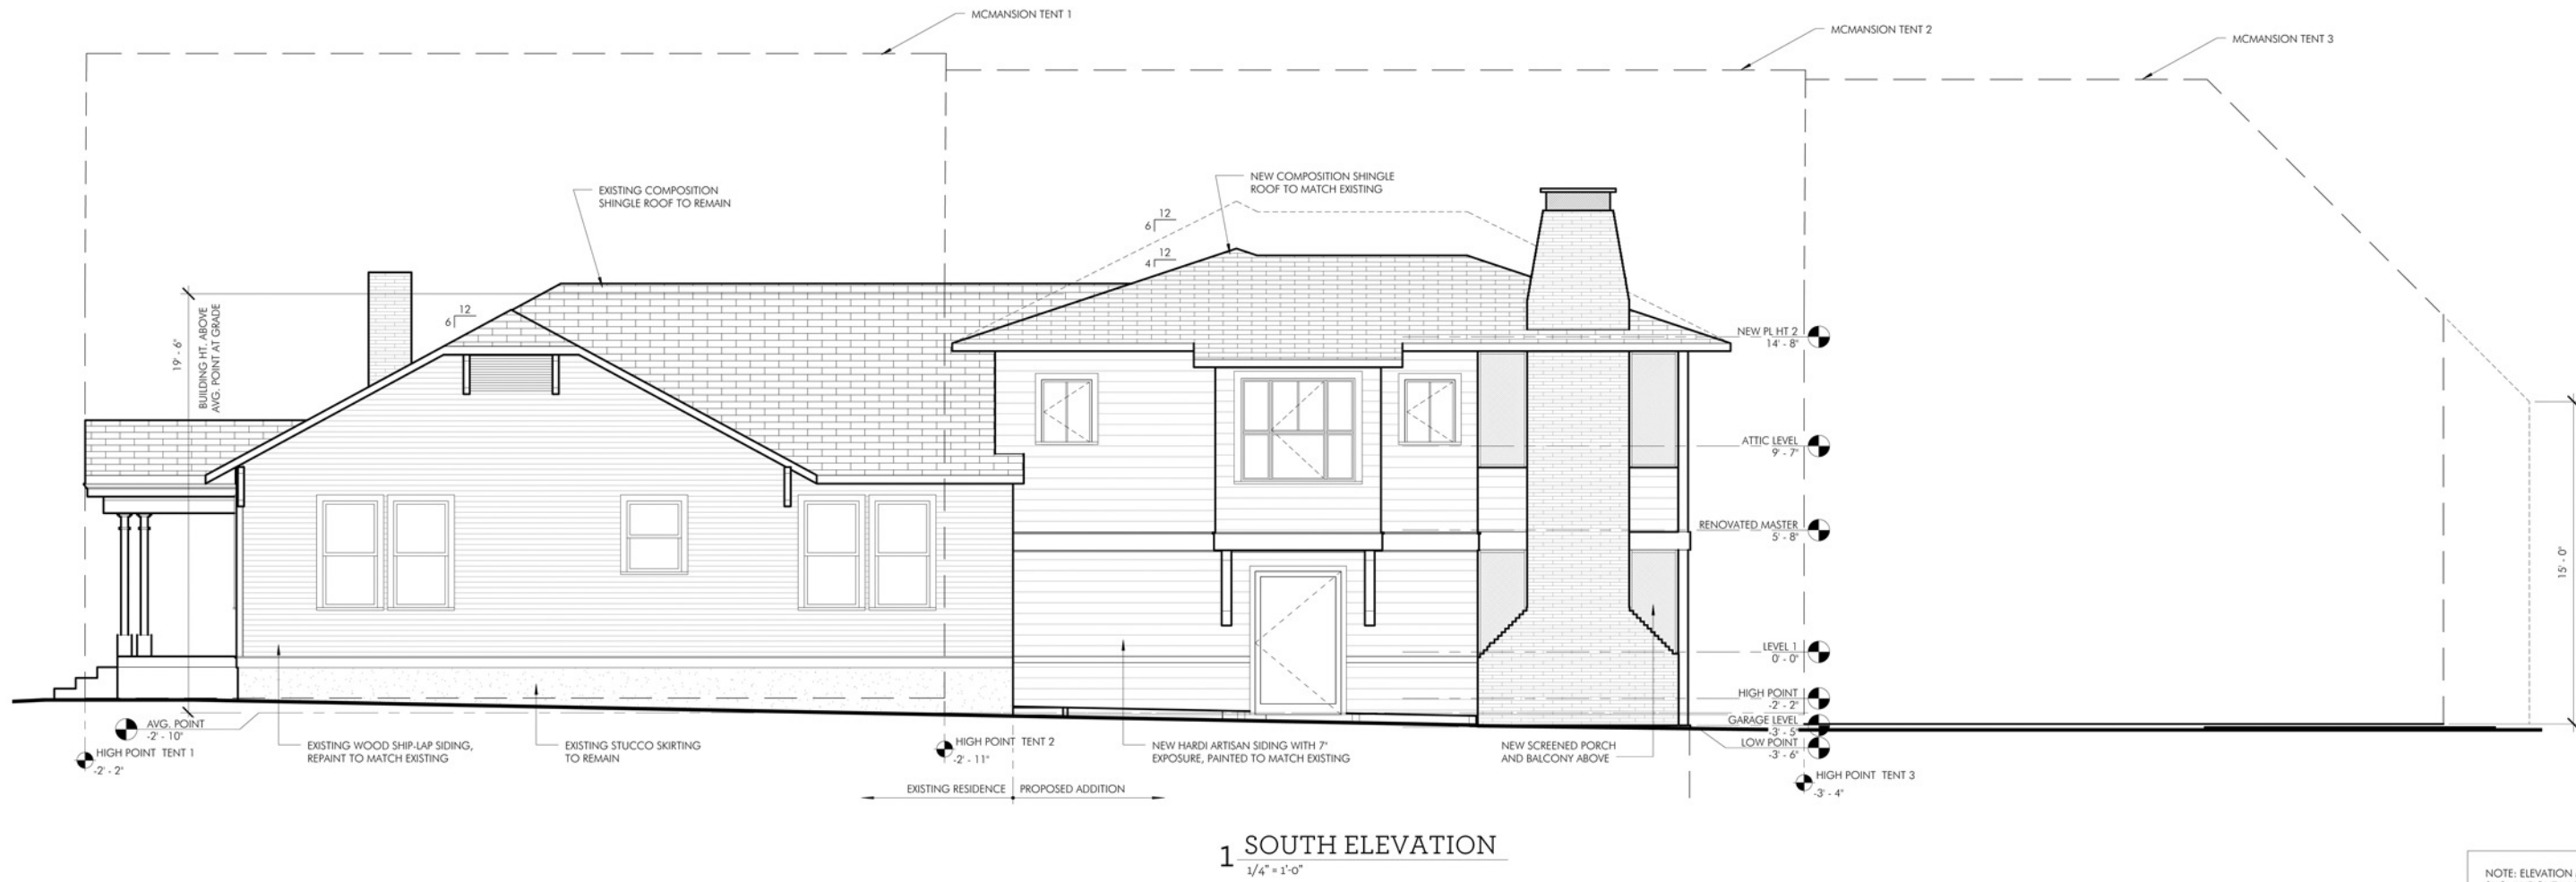 MCMANSION TENT 1
MCMANSION TENT 2
MCMANSION TENT 3
EXISTING COMPOSITION
SHINGLE ROOF TO REMAIN
NEW COMPOSITION SHINGLE
ROOF TO MATCH EXISTING
12
6
12
4
12
6
19' - 6"
BUILDING HT. ABOVE
AVG. POINT AT GRADE
NEW PL HT 2
14' - 8"
ATTIC LEVEL
9' - 7"
RENOVATED MASTER
5' - 8"
15' - 0"
LEVEL 1
0' - 0"
HIGH POINT
-2' - 2"
GARAGE LEVEL
-3' - 5"
LOW POINT
-3' - 6"
AVG. POINT
-2' - 10"
HIGH POINT TENT 1
-2' - 2"
EXISTING WOOD SHIP-LAP SIDING,
REPAINT TO MATCH EXISTING
EXISTING STUCCO SKIRTING
TO REMAIN
HIGH POINT TENT 2
-2' - 11"
NEW HARDI ARTISAN SIDING WITH 7"
EXPOSURE, PAINTED TO MATCH EXISTING
NEW SCREENED PORCH
AND BALCONY ABOVE
HIGH POINT TENT 3
-3' - 4"
EXISTING RESIDENCE
PROPOSED ADDITION
1 SOUTH ELEVATION
1/4" = 1'-0"
NOTE: ELEVATION